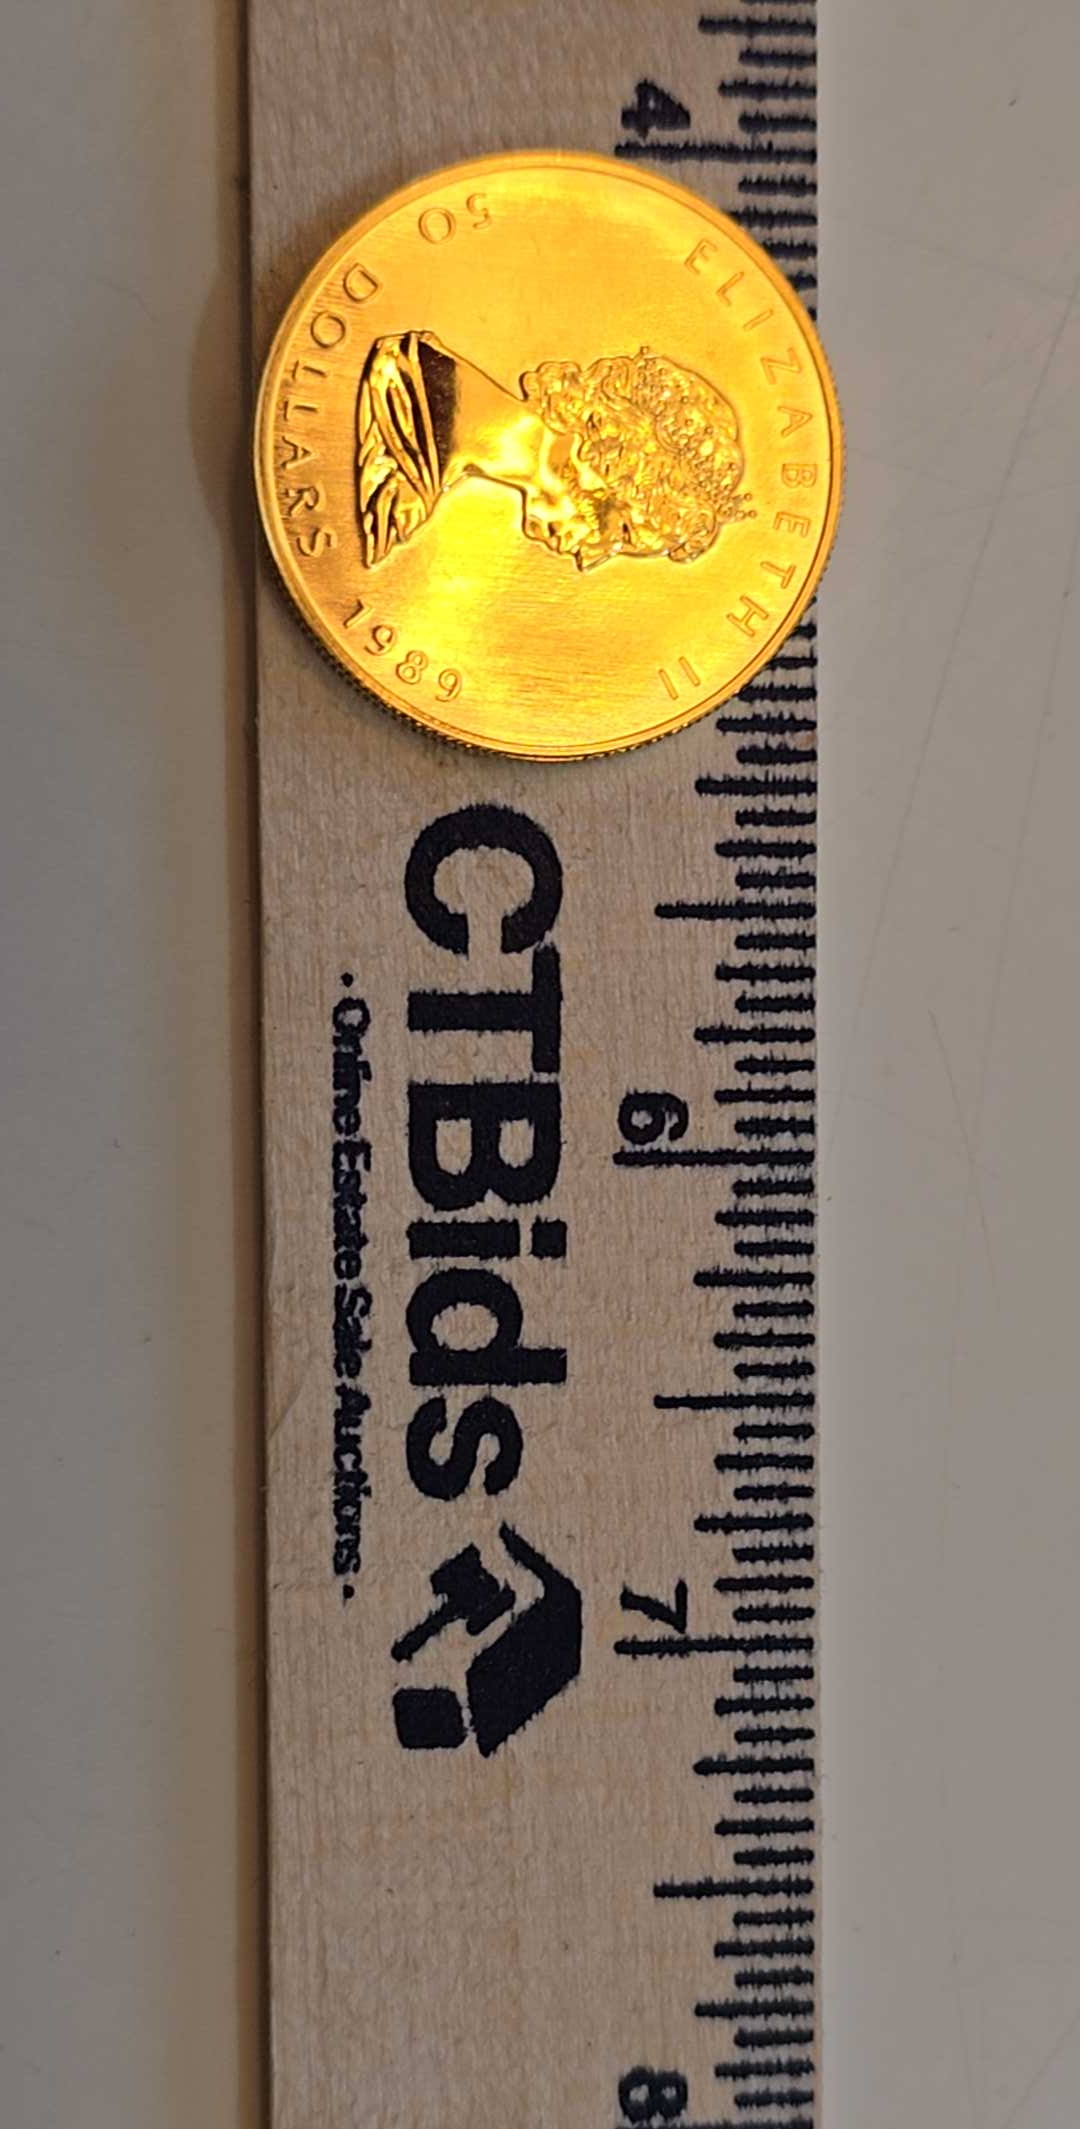 ELIZABETH II
50 DOLLARS 1989
4
6
7
8
CTBids
· Online Estate Sale Auctions ·